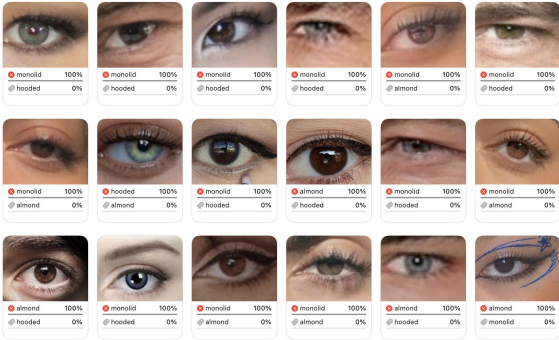 monolid 100% monolid 100% monolid 100% monolid 100% monolid 100% monolid 100%
hooded 0% hooded 0% hooded 0% hooded 0% almond 0% hooded 0%
monolid 100% hooded 100% monolid 100% almond 100% monolid 100% monolid 100%
almond 0% almond 0% hooded 0% hooded 0% hooded 0% almond 0%
almond 100% monolid 100% monolid 100% monolid 100% almond 100% almond 100%
hooded 0% hooded 0% almond 0% almond 0% hooded 0% monolid 0%